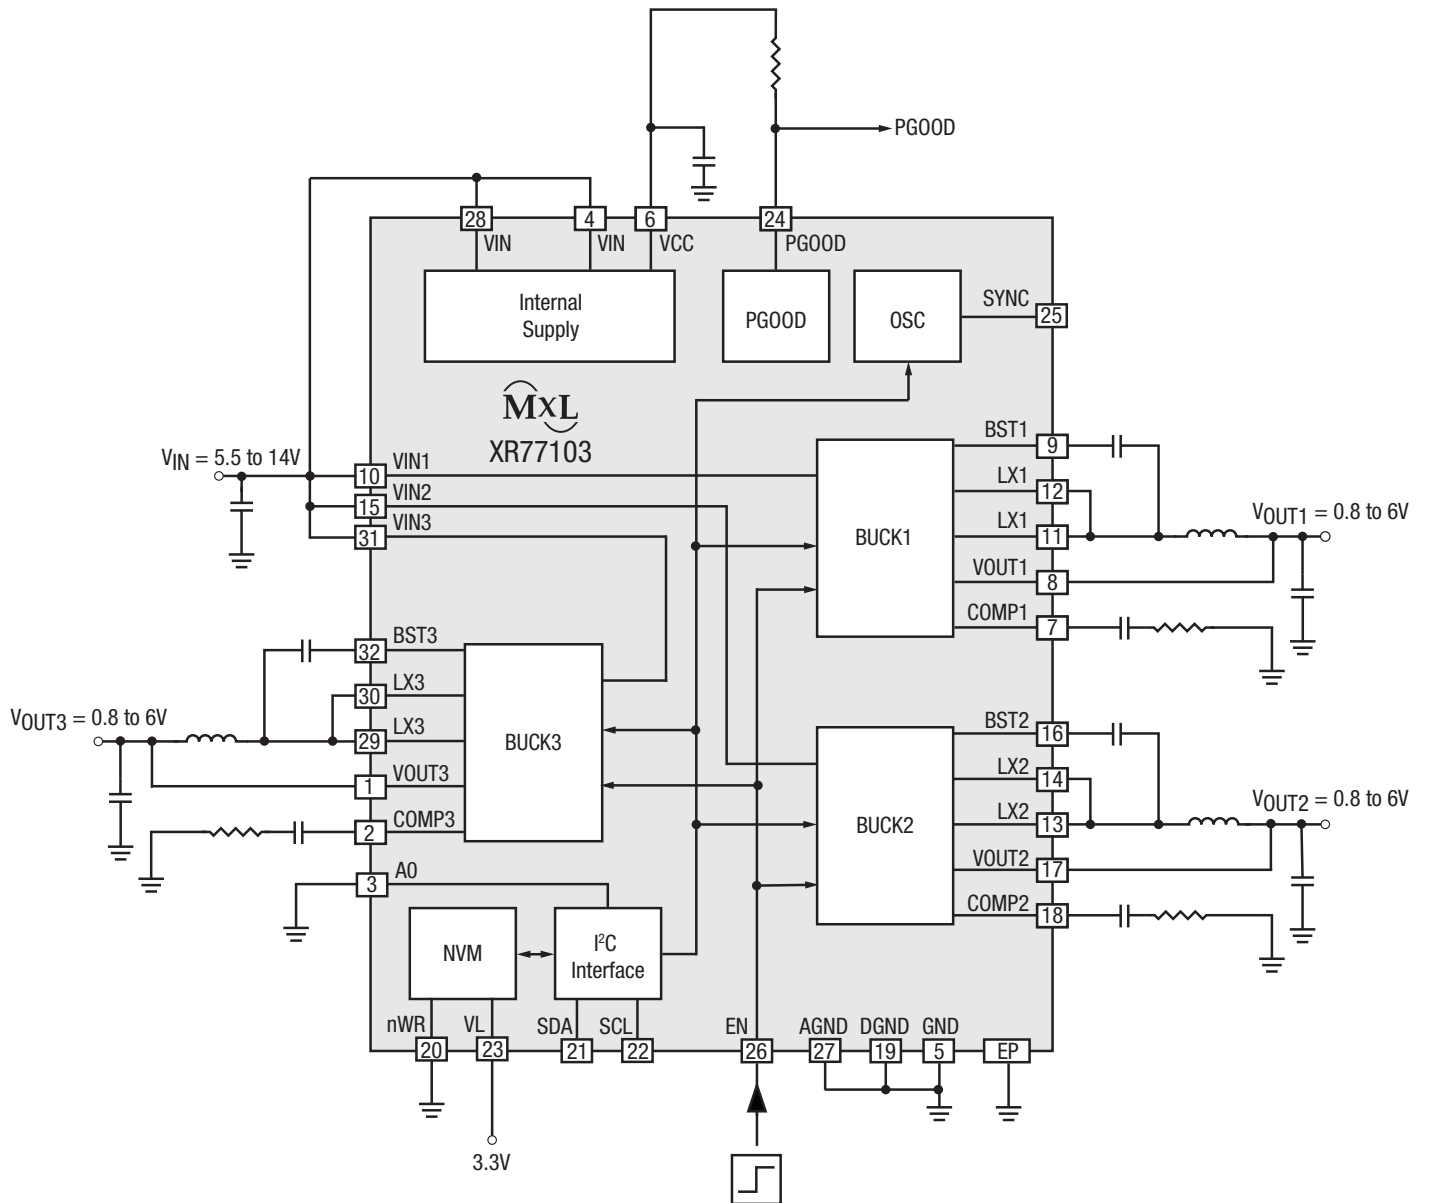 PGOOD
28
4
6
24
VIN
VIN
VCC
PGOOD
Internal
Supply
PGOOD
OSC
SYNC
25
MxL
XR77103
VIN = 5.5 to 14V
10
VIN1
15
VIN2
31
VIN3
BUCK1
BST1
9
LX1
12
LX1
11
VOUT1
8
COMP1
7
VOUT1 = 0.8 to 6V
32
BST3
30
LX3
29
LX3
1
VOUT3
2
COMP3
VOUT3 = 0.8 to 6V
BUCK3
BUCK2
BST2
16
LX2
14
LX2
13
VOUT2
17
COMP2
18
VOUT2 = 0.8 to 6V
3
A0
NVM
I²C
Interface
nWR
VL
SDA
SCL
EN
AGND
DGND
GND
20
23
21
22
26
27
19
5
EP
3.3V